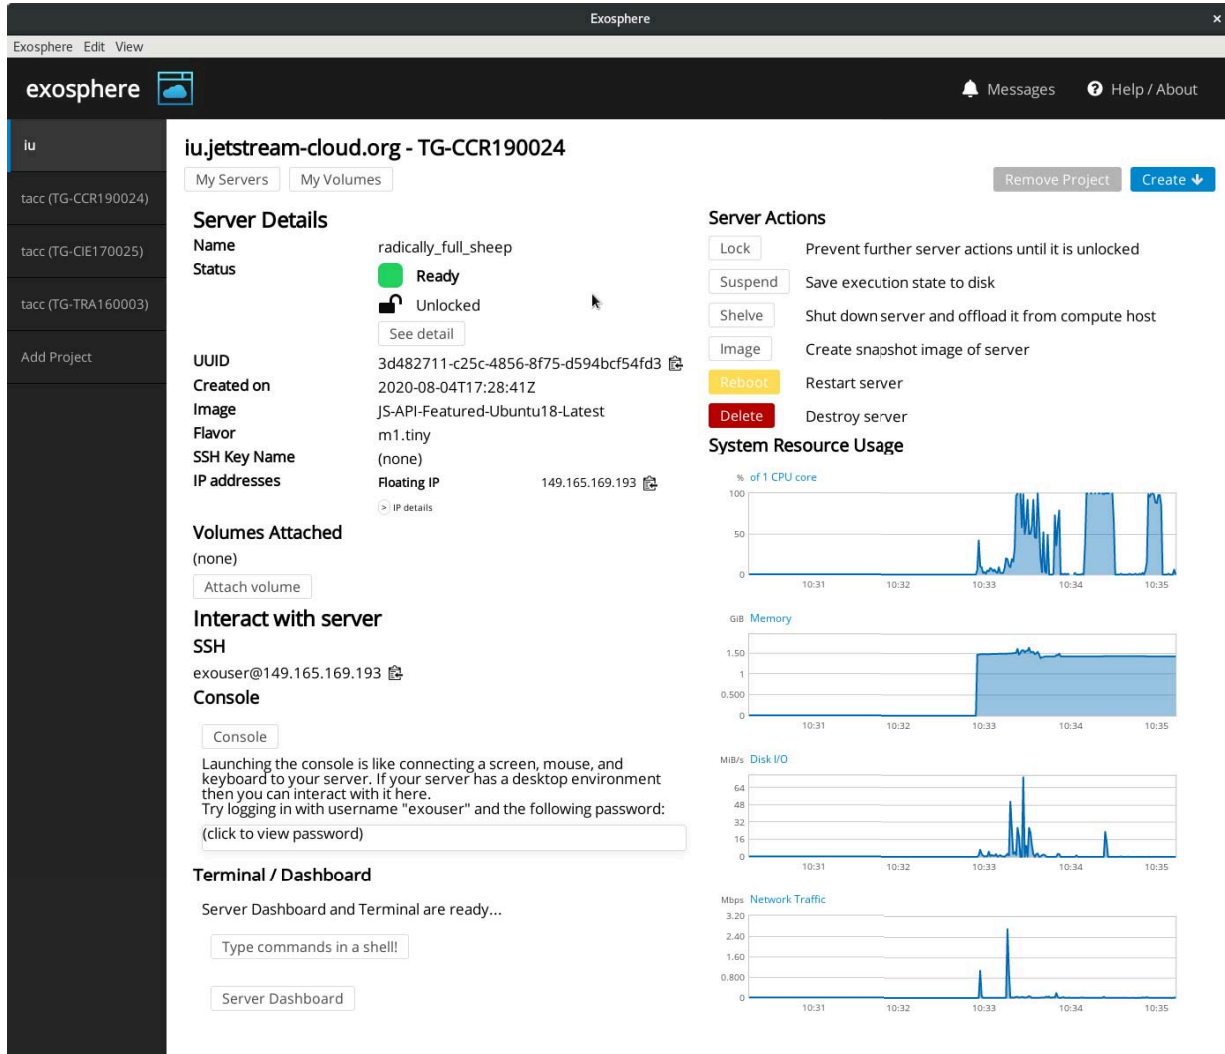 Exosphere
×
Exosphere Edit View
exosphere
Messages
Help / About
iu
tacc (TG-CCR190024)
tacc (TG-CIE170025)
tacc (TG-TRA160003)
Add Project
iu.jetstream-cloud.org - TG-CCR190024
My Servers
My Volumes
Remove Project
Create
Server Details
Name radically_full_sheep
Status Ready
Unlocked
See detail
UUID 3d482711-c25c-4856-8f75-d594bcf54fd3
Created on 2020-08-04T17:28:41Z
Image JS-API-Featured-Ubuntu18-Latest
Flavor m1.tiny
SSH Key Name (none)
IP addresses Floating IP 149.165.169.193
> IP details
Volumes Attached
(none)
Attach volume
Interact with server
SSH
exouser@149.165.169.193
Console
Console
Launching the console is like connecting a screen, mouse, and
keyboard to your server. If your server has a desktop environment
then you can interact with it here.
Try logging in with username "exouser" and the following password:
(click to view password)
Terminal / Dashboard
Server Dashboard and Terminal are ready...
Type commands in a shell!
Server Dashboard
Server Actions
Lock Prevent further server actions until it is unlocked
Suspend Save execution state to disk
Shelve Shut down server and offload it from compute host
Image Create snapshot image of server
Reboot Restart server
Delete Destroy server
System Resource Usage
% of 1 CPU core
100
50
0
10:31 10:32 10:33 10:34 10:35
GiB Memory
1.50
1
0.500
0
10:31 10:32 10:33 10:34 10:35
MiB/s Disk I/O
64
48
32
16
0
10:31 10:32 10:33 10:34 10:35
Mbps Network Traffic
3.20
2.40
1.60
0.800
0
10:31 10:32 10:33 10:34 10:35